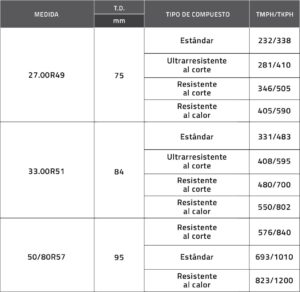 MEDIDA
T.D.
mm
TIPO DE COMPUESTO
TMPH/TKPH
27.00R49
75
Estándar
232/338
Ultrarresistente
al corte
281/410
Resistente
al corte
346/505
Resistente
al calor
405/590
33.00R51
84
Estándar
331/483
Ultrarresistente
al corte
408/595
Resistente
al corte
480/700
Resistente
al calor
550/802
50/80R57
95
Resistente
al corte
576/840
Estándar
693/1010
Resistente
al calor
823/1200